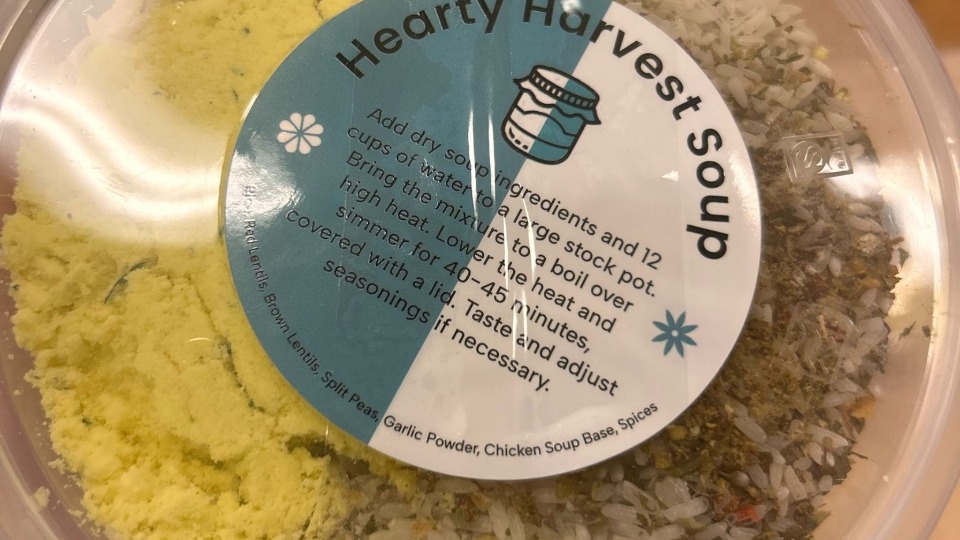 Hearty Harvest Soup
Add dry soup ingredients and 12
cups of water to a large stock pot.
Bring the mixture to a boil over
high heat. Lower the heat and
simmer for 40-45 minutes,
covered with a lid. Taste and adjust
seasonings if necessary.
Red Lentils, Brown Lentils, Split Peas, Garlic Powder, Chicken Soup Base, Spices